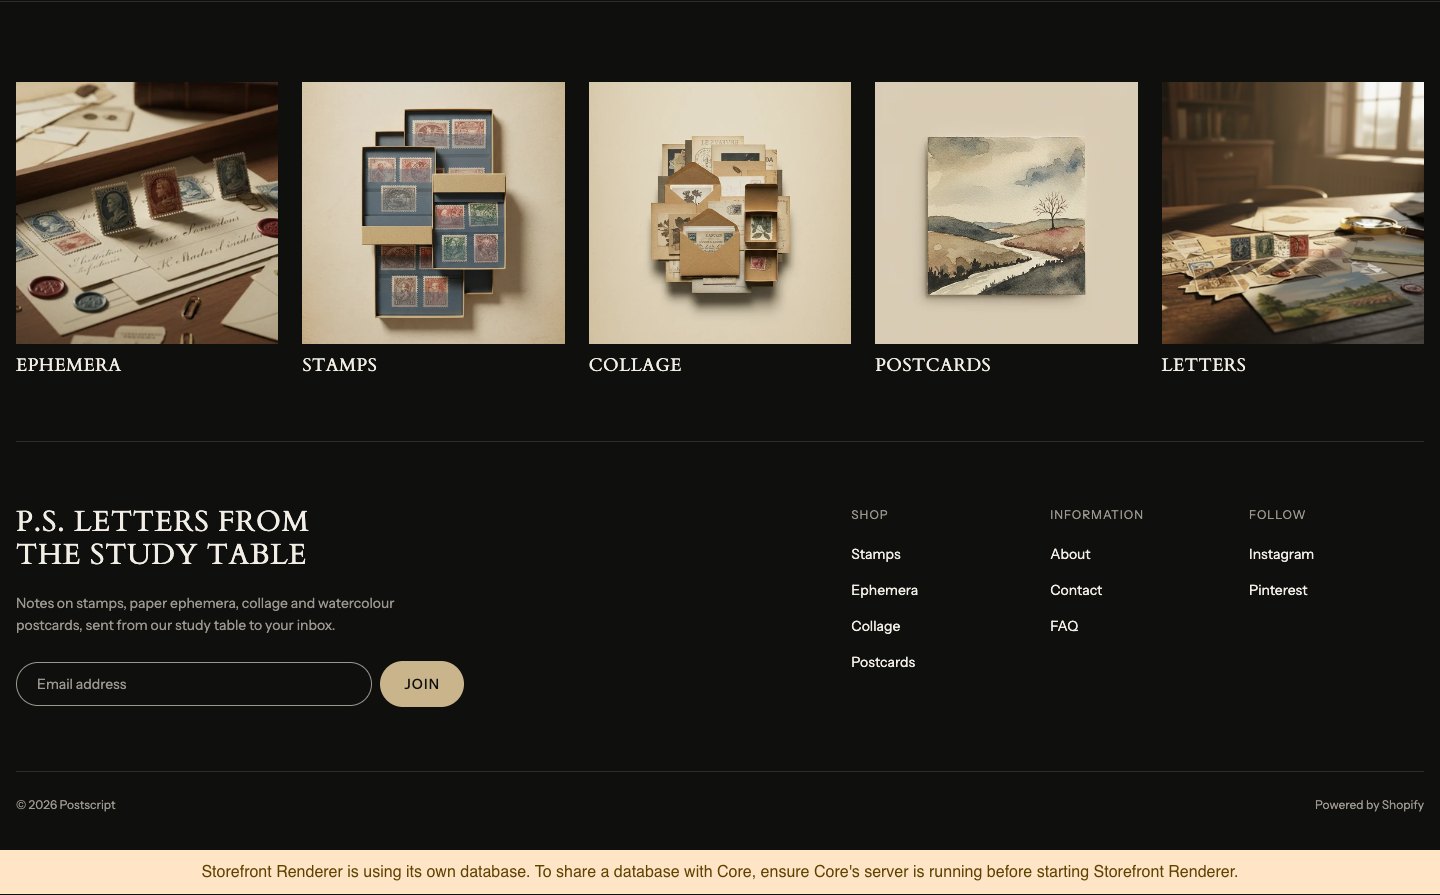 EPHEMERA
STAMPS
COLLAGE
POSTCARDS
LETTERS
P.S. LETTERS FROM
THE STUDY TABLE
Notes on stamps, paper ephemera, collage and watercolour
postcards, sent from our study table to your inbox.
Email address
JOIN
SHOP
Stamps
Ephemera
Collage
Postcards
INFORMATION
About
Contact
FAQ
FOLLOW
Instagram
Pinterest
© 2026 Postscript
Powered by Shopify
Storefront Renderer is using its own database. To share a database with Core, ensure Core's server is running before starting Storefront Renderer.